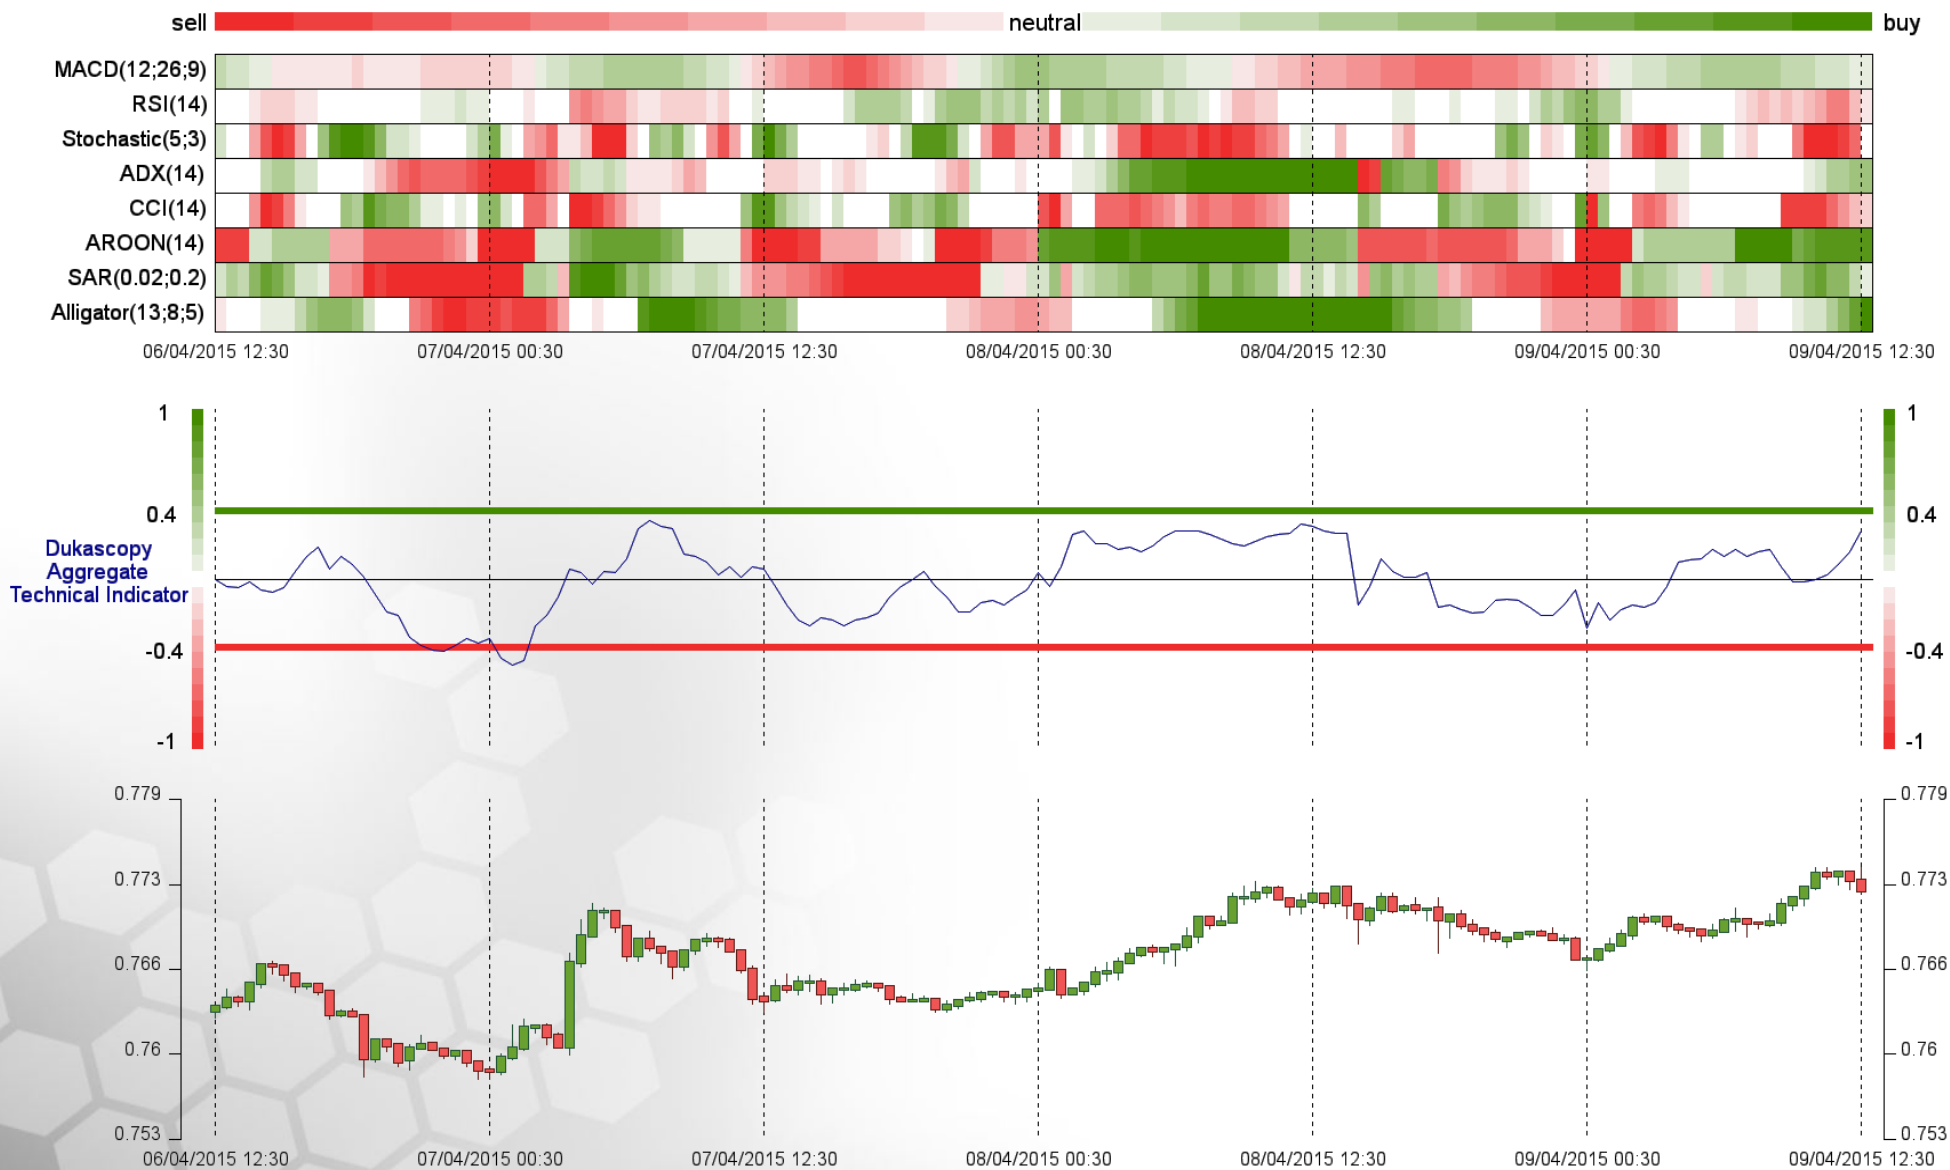 sell neutral buy
MACD(12;26;9)
RSI(14)
Stochastic(5;3)
ADX(14)
CCI(14)
AROON(14)
SAR(0.02;0.2)
Alligator(13;8;5)
06/04/2015 12:30 07/04/2015 00:30 07/04/2015 12:30 08/04/2015 00:30 08/04/2015 12:30 09/04/2015 00:30 09/04/2015 12:30
1 1
0.4 0.4
Dukascopy
Aggregate
Technical Indicator
-0.4 -0.4
-1 -1
0.779 0.779
0.773 0.773
0.766 0.766
0.76 0.76
0.753 0.753
06/04/2015 12:30 07/04/2015 00:30 07/04/2015 12:30 08/04/2015 00:30 08/04/2015 12:30 09/04/2015 00:30 09/04/2015 12:30